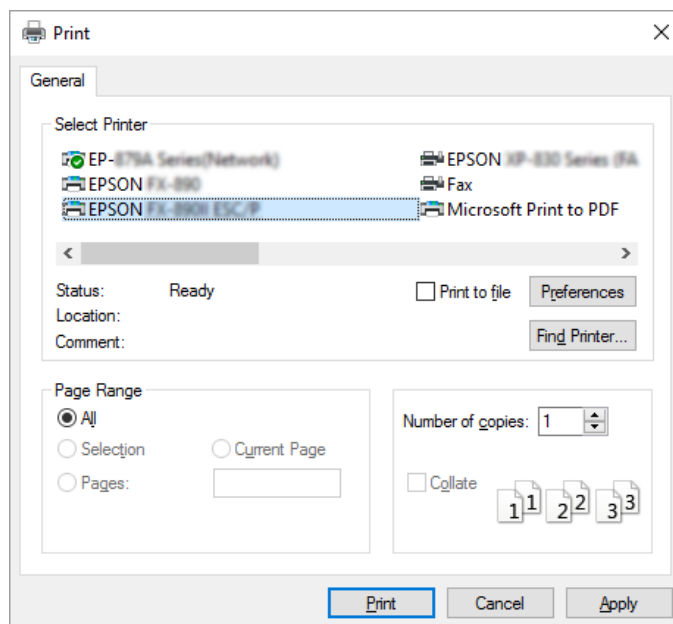 Print
General
Select Printer
EP-
EPSON
EPSON
EPSON
Fax
Microsoft Print to PDF
Status: Ready
Location:
Comment:
Print to file
Preferences
Find Printer...
Page Range
All
Selection
Current Page
Pages:
Number of copies: 1
Collate
1 1 2 2 3 3
Print Cancel Apply